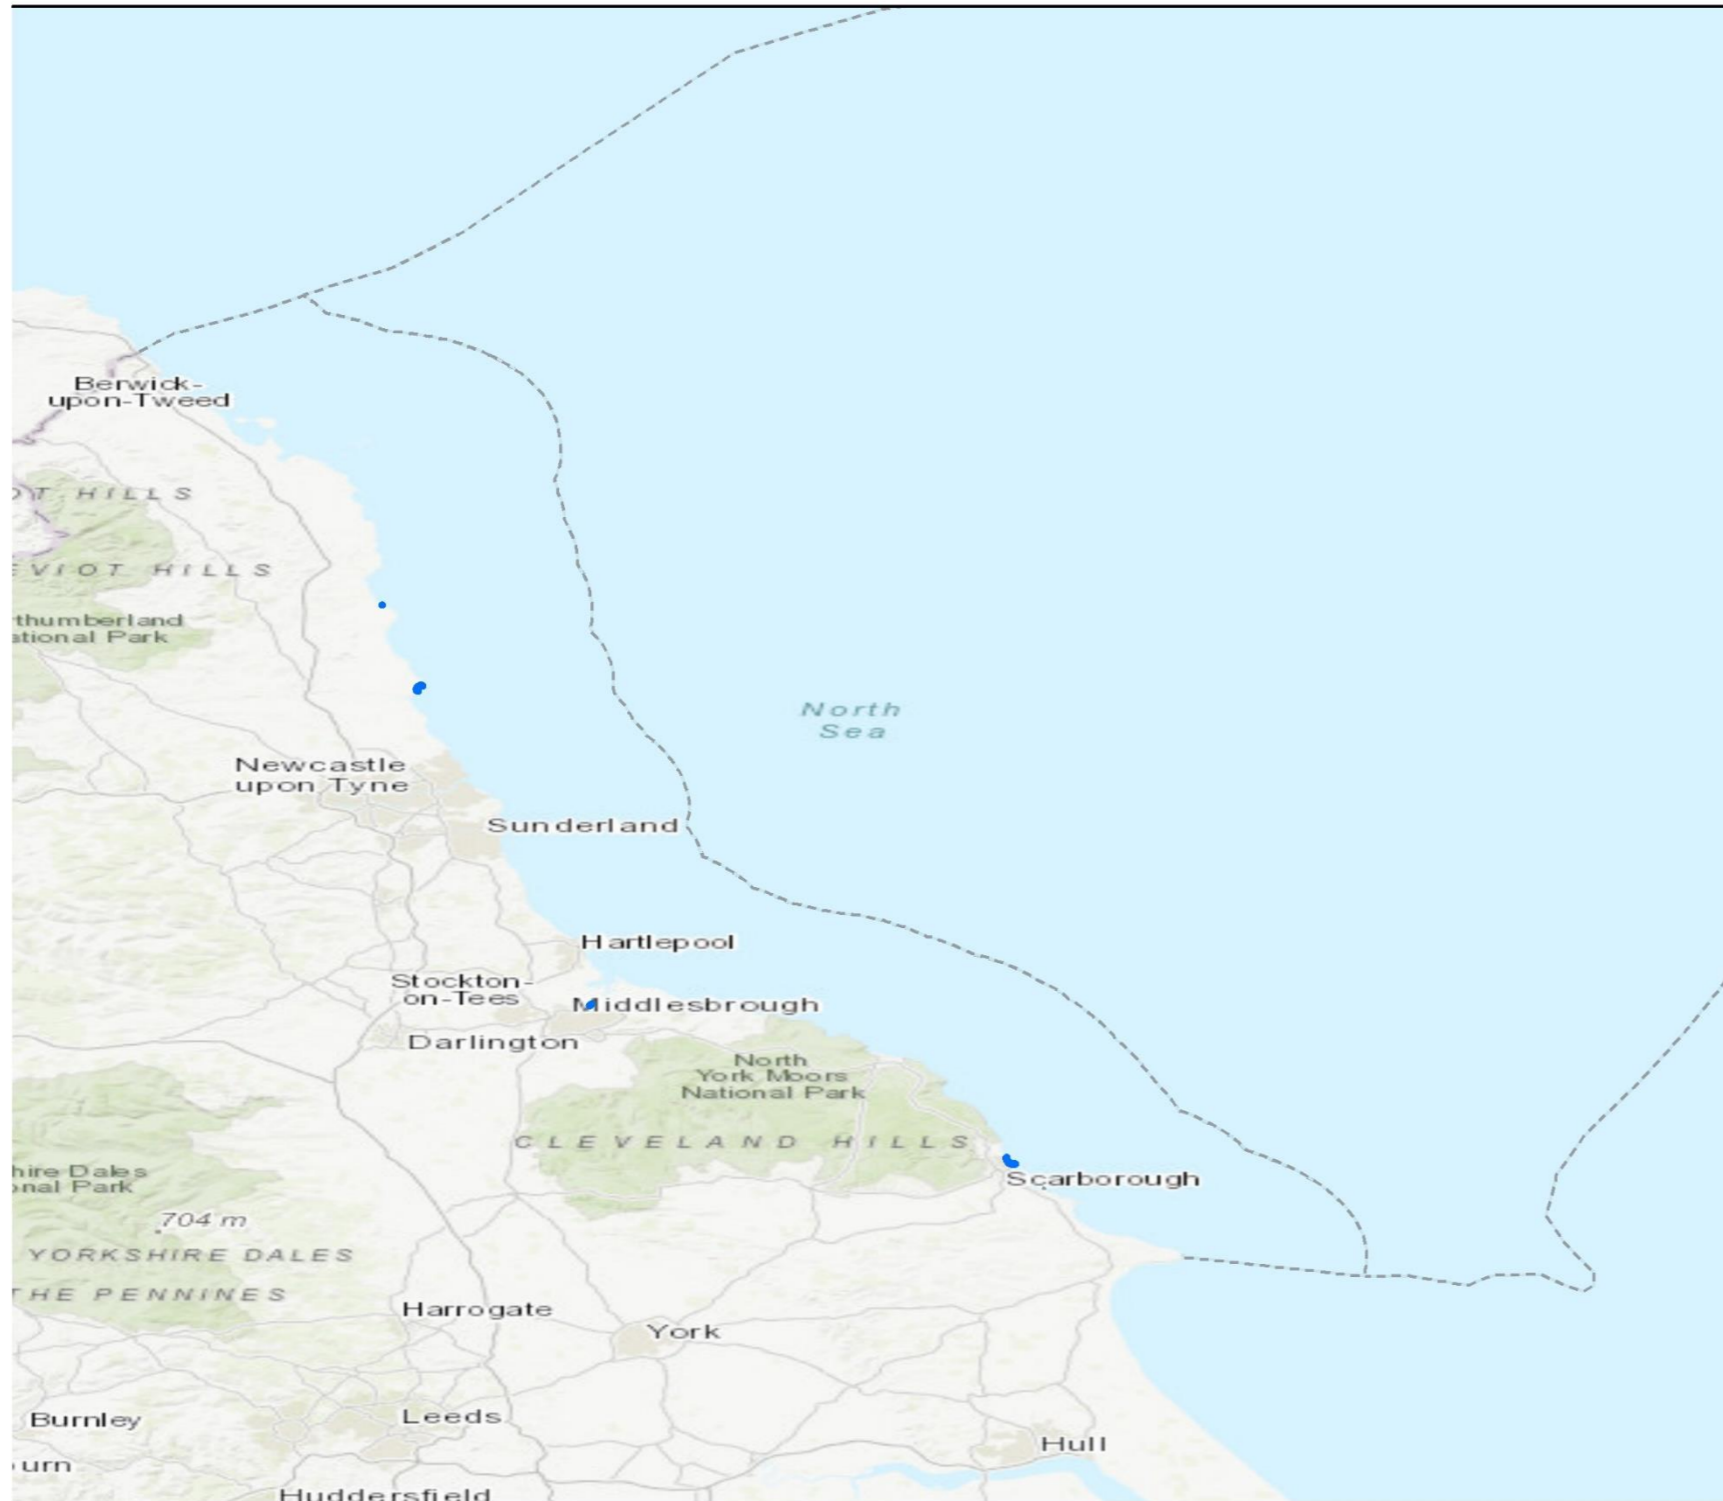 Berwick-
upon-Tweed
OT HILLS
EVIOT HILLS
thumberland
ational Park
North
Sea
Newcastle
upon Tyne
Sunderland
Hartlepool
Stockton-
on-Tees
Middlesbrough
Darlington
North
York Moors
National Park
CLEVELAND HILLS
Scarborough
hire Dales
onal Park
704 m
YORKSHIRE DALES
THE PENNINES
Harrogate
York
Burnley
Leeds
Hull
urn
Huddersfield